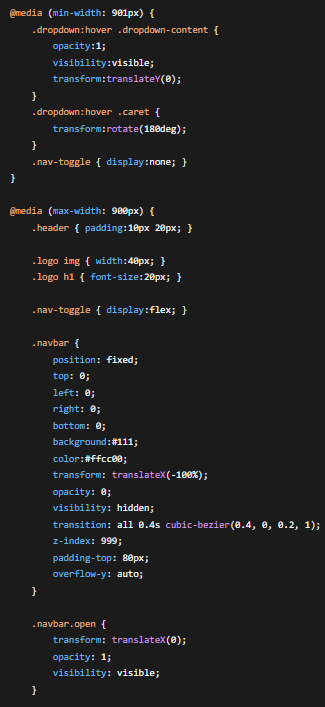 @media (min-width: 901px) {
    .dropdown:hover .dropdown-content {
        opacity:1;
        visibility:visible;
        transform:translateY(0);
    }
    .dropdown:hover .caret {
        transform:rotate(180deg);
    }
    .nav-toggle { display:none; }
}

@media (max-width: 900px) {
    .header { padding:10px 20px; }

    .logo img { width:40px; }
    .logo h1 { font-size:20px; }

    .nav-toggle { display:flex; }

    .navbar {
        position: fixed;
        top: 0;
        left: 0;
        right: 0;
        bottom: 0;
        background:#111;
        color:#ffcc00;
        transform: translateX(-100%);
        opacity: 0;
        visibility: hidden;
        transition: all 0.4s cubic-bezier(0.4, 0, 0.2, 1);
        z-index: 999;
        padding-top: 80px;
        overflow-y: auto;
    }

    .navbar.open {
        transform: translateX(0);
        opacity: 1;
        visibility: visible;
    }